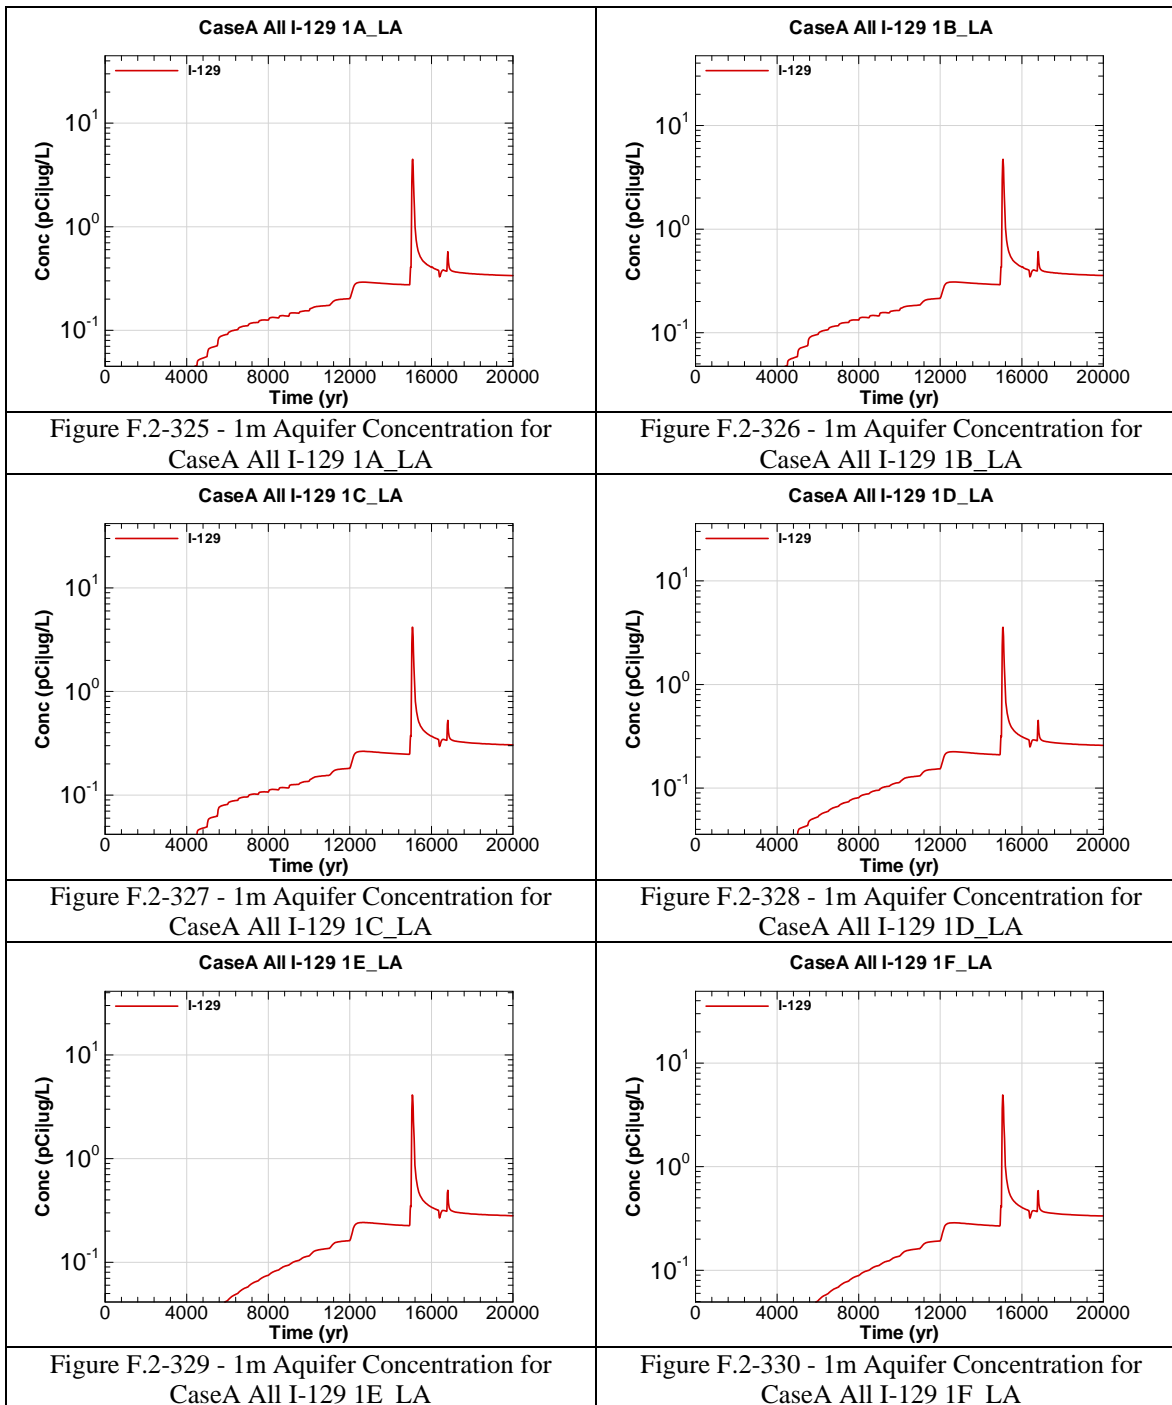 CaseA All I-129 1A_LA
I-129
Conc (pCi|ug/L)
10^1
10^0
10^-1
0 4000 8000 12000 16000 20000
Time (yr)
Figure F.2-325 - 1m Aquifer Concentration for
CaseA All I-129 1A_LA
CaseA All I-129 1B_LA
I-129
Conc (pCi|ug/L)
10^1
10^0
10^-1
0 4000 8000 12000 16000 20000
Time (yr)
Figure F.2-326 - 1m Aquifer Concentration for
CaseA All I-129 1B_LA
CaseA All I-129 1C_LA
I-129
Conc (pCi|ug/L)
10^1
10^0
10^-1
0 4000 8000 12000 16000 20000
Time (yr)
Figure F.2-327 - 1m Aquifer Concentration for
CaseA All I-129 1C_LA
CaseA All I-129 1D_LA
I-129
Conc (pCi|ug/L)
10^1
10^0
10^-1
0 4000 8000 12000 16000 20000
Time (yr)
Figure F.2-328 - 1m Aquifer Concentration for
CaseA All I-129 1D_LA
CaseA All I-129 1E_LA
I-129
Conc (pCi|ug/L)
10^1
10^0
10^-1
0 4000 8000 12000 16000 20000
Time (yr)
Figure F.2-329 - 1m Aquifer Concentration for
CaseA All I-129 1E_LA
CaseA All I-129 1F_LA
I-129
Conc (pCi|ug/L)
10^1
10^0
10^-1
0 4000 8000 12000 16000 20000
Time (yr)
Figure F.2-330 - 1m Aquifer Concentration for
CaseA All I-129 1F_LA